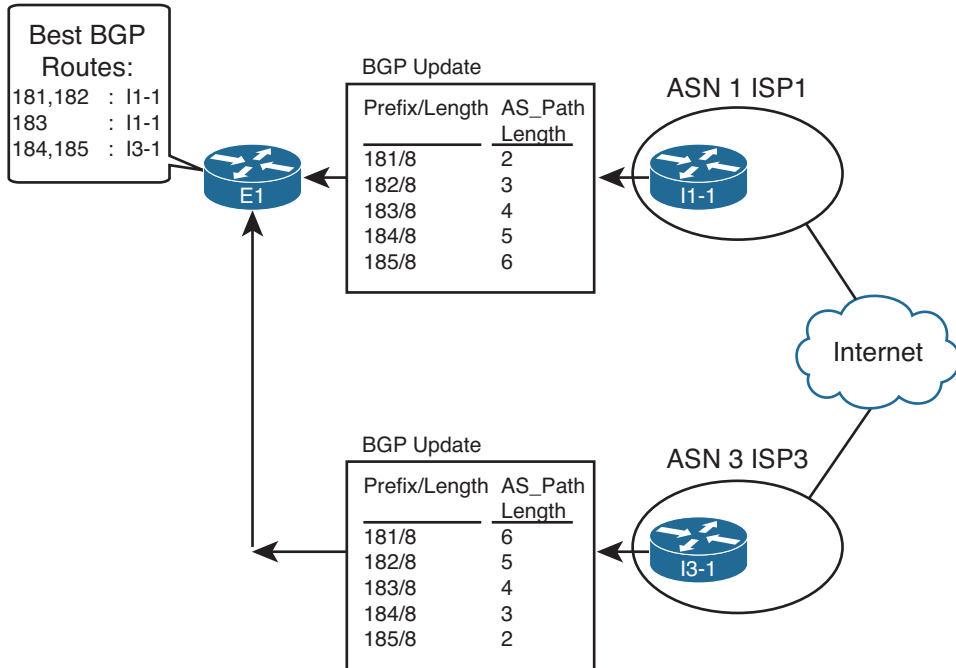 Best BGP
Routes:
181,182 : I1-1
183 : I1-1
184,185 : I3-1
E1
BGP Update
Prefix/Length AS_Path
Length
181/8 2
182/8 3
183/8 4
184/8 5
185/8 6
ASN 1 ISP1
I1-1
Internet
BGP Update
Prefix/Length AS_Path
Length
181/8 6
182/8 5
183/8 4
184/8 3
185/8 2
ASN 3 ISP3
I3-1